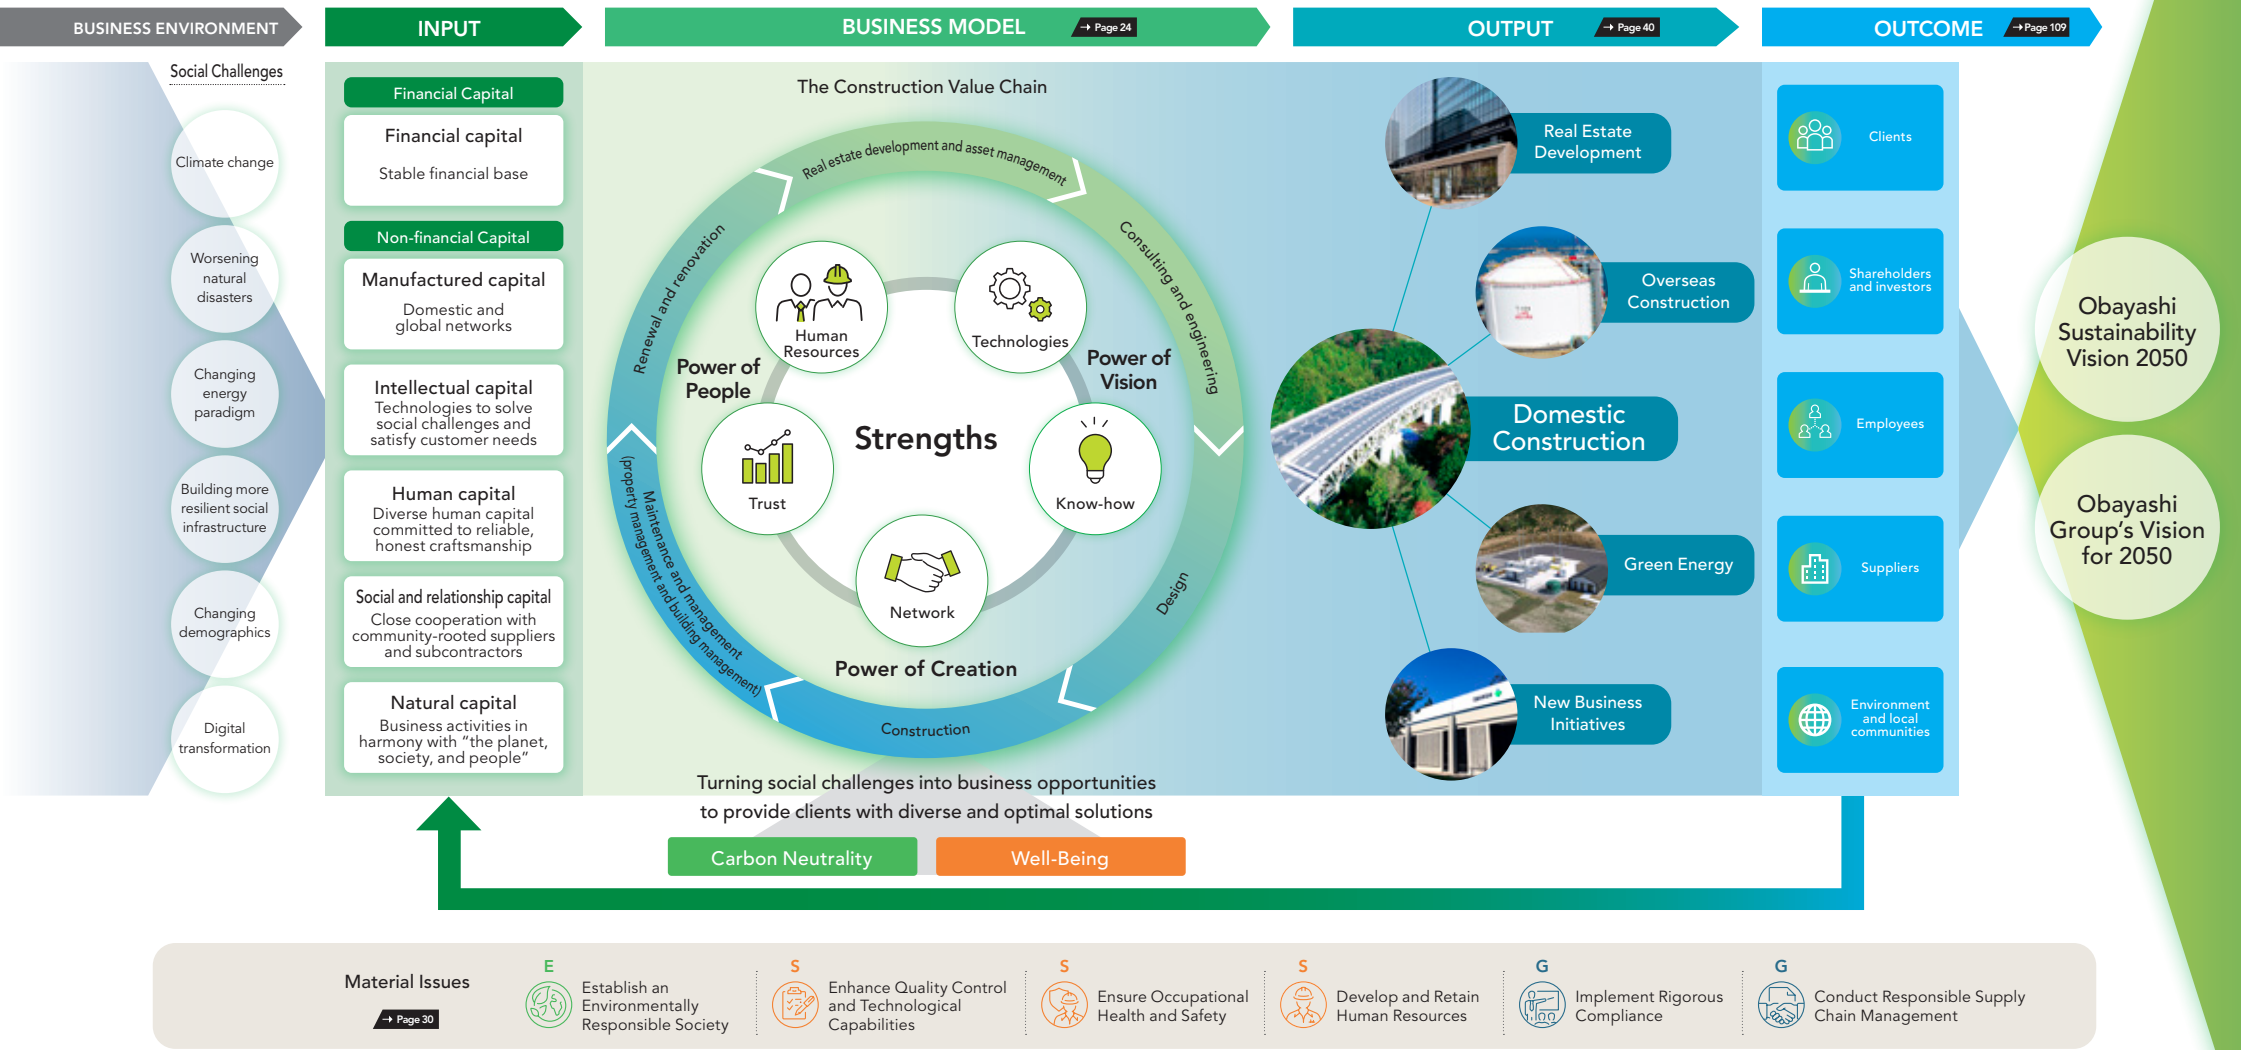 BUSINESS ENVIRONMENT
INPUT
BUSINESS MODEL
→ Page 24
OUTPUT
→ Page 40
OUTCOME
→ Page 109
Social Challenges
Climate change
Worsening
natural
disasters
Changing
energy
paradigm
Building more
resilient social
infrastructure
Changing
demographics
Digital
transformation
Financial Capital
Financial capital
Stable financial base
Non-financial Capital
Manufactured capital
Domestic and
global networks
Intellectual capital
Technologies to solve
social challenges and
satisfy customer needs
Human capital
Diverse human capital
committed to reliable,
honest craftsmanship
Social and relationship capital
Close cooperation with
community-rooted suppliers
and subcontractors
Natural capital
Business activities in
harmony with “the planet,
society, and people”
The Construction Value Chain
Real estate development and asset management
Consulting and engineering
Design
Construction
Maintenance and management
(property management and building management)
Renewal and renovation
Human
Resources
Technologies
Power of
People
Power of
Vision
Strengths
Trust
Know-how
Network
Power of Creation
Turning social challenges into business opportunities
to provide clients with diverse and optimal solutions
Carbon Neutrality
Well-Being
Real Estate
Development
Overseas
Construction
Domestic
Construction
Green Energy
New Business
Initiatives
Clients
Shareholders
and investors
Employees
Suppliers
Environment
and local
communities
Obayashi
Sustainability
Vision 2050
Obayashi
Group‘s Vision
for 2050
Material Issues
→ Page 30
E
Establish an
Environmentally
Responsible Society
S
Enhance Quality Control
and Technological
Capabilities
S
Ensure Occupational
Health and Safety
S
Develop and Retain
Human Resources
G
Implement Rigorous
Compliance
G
Conduct Responsible Supply
Chain Management